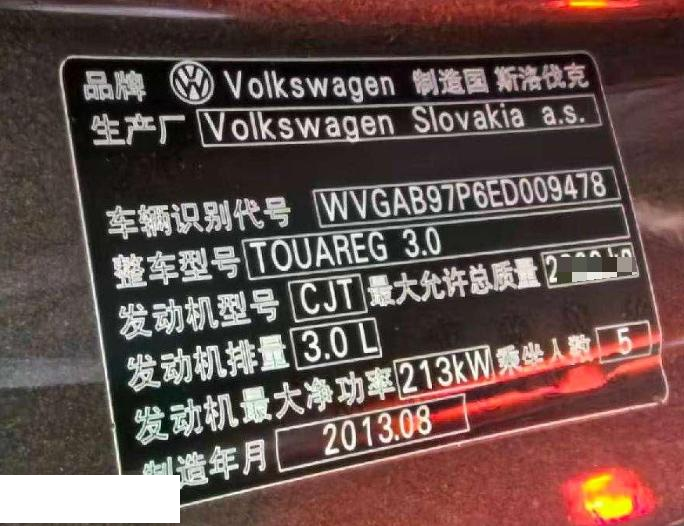 品牌 Volkswagen 制造国 斯洛伐克
生产厂 Volkswagen Slovakia a.s.
车辆识别代号 WVGAB97P6ED009478
整车型号 TOUAREG 3.0
发动机型号 CJT 最大允许总质量
发动机排量 3.0 L
发动机最大净功率 213kW 乘坐人数 5
制造年月 2013.08